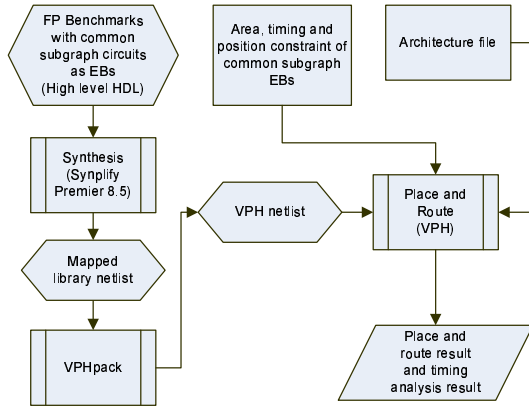 FP Benchmarks
with common
subgraph circuits
as EBs
(High level HDL)
Area, timing and
position constraint of
common subgraph
EBs
Architecture file
Synthesis
(Synplify
Premier 8.5)
VPH netlist
Place and
Route
(VPH)
Mapped
library netlist
VPHpack
Place and
route result
and timing
analysis result